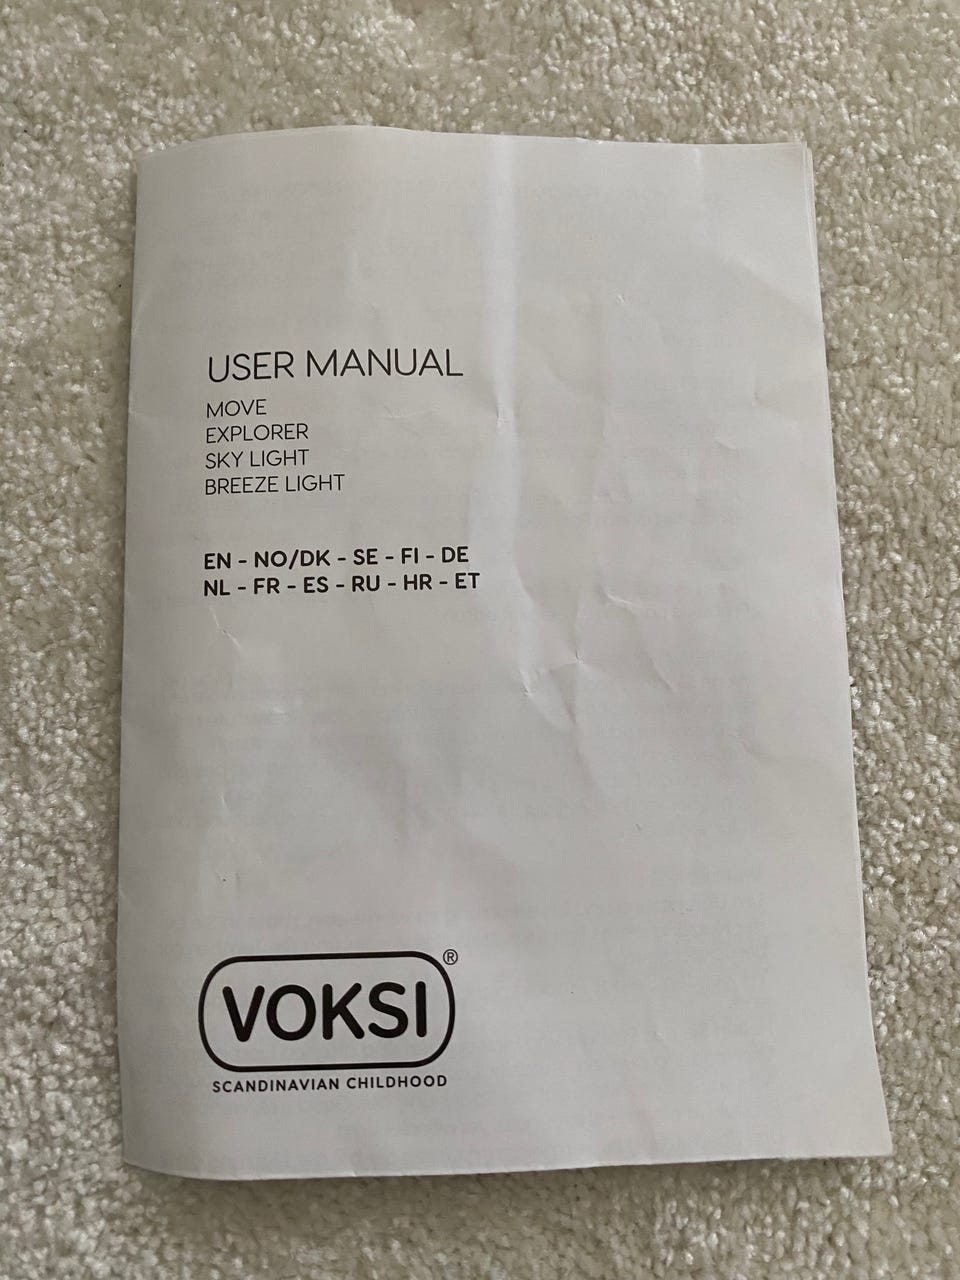 USER MANUAL
MOVE
EXPLORER
SKY LIGHT
BREEZE LIGHT
EN - NO/DK - SE - FI - DE
NL - FR - ES - RU - HR - ET
VOKSI®
SCANDINAVIAN CHILDHOOD